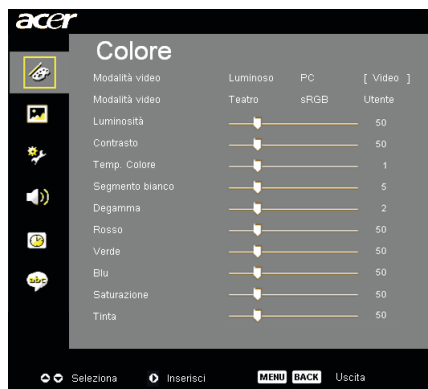 acer
Colore
Modalità video Luminoso PC [ Video ]
Modalità video Teatro sRGB Utente
Luminosità 50
Contrasto 50
Temp. Colore 1
Segmento bianco 5
Degamma 2
Rosso 50
Verde 50
Blu 50
Saturazione 50
Tinta 50
abc
Seleziona Inserisci MENU BACK Uscita